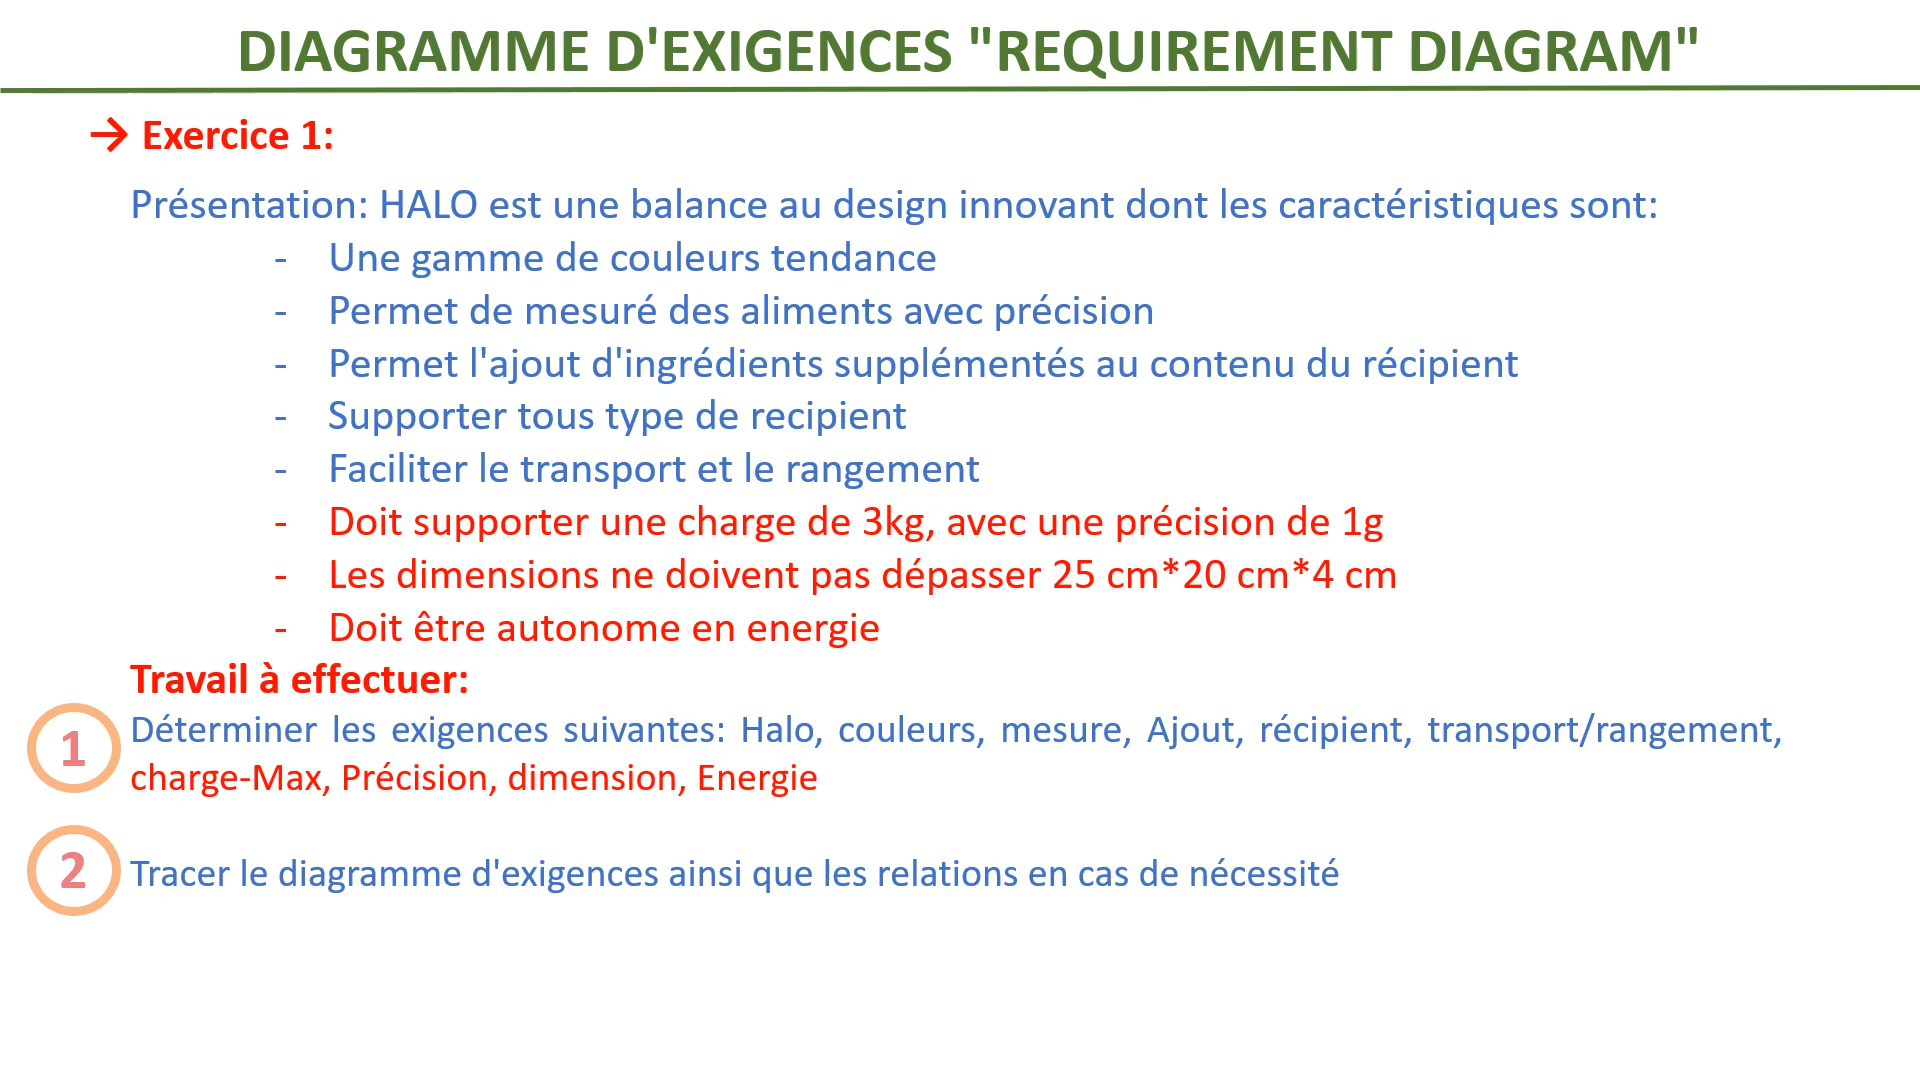 DIAGRAMME D'EXIGENCES "REQUIREMENT DIAGRAM"
→ Exercice 1:
Présentation: HALO est une balance au design innovant dont les caractéristiques sont:
- Une gamme de couleurs tendance
- Permet de mesuré des aliments avec précision
- Permet l'ajout d'ingrédients supplémentés au contenu du récipient
- Supporter tous type de recipient
- Faciliter le transport et le rangement
- Doit supporter une charge de 3kg, avec une précision de 1g
- Les dimensions ne doivent pas dépasser 25 cm*20 cm*4 cm
- Doit être autonome en energie
Travail à effectuer:
1 Déterminer les exigences suivantes: Halo, couleurs, mesure, Ajout, récipient, transport/rangement,
charge-Max, Précision, dimension, Energie
2 Tracer le diagramme d'exigences ainsi que les relations en cas de nécessité